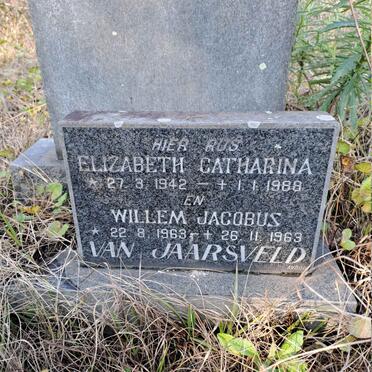 HIER RUS
ELIZABETH CATHARINA
* 27. 3. 1942 — + 1. 1. 1988
EN
WILLEM JACOBUS
* 22. 8. 1963 - + 26. 11. 1963
VAN JAARSVELD